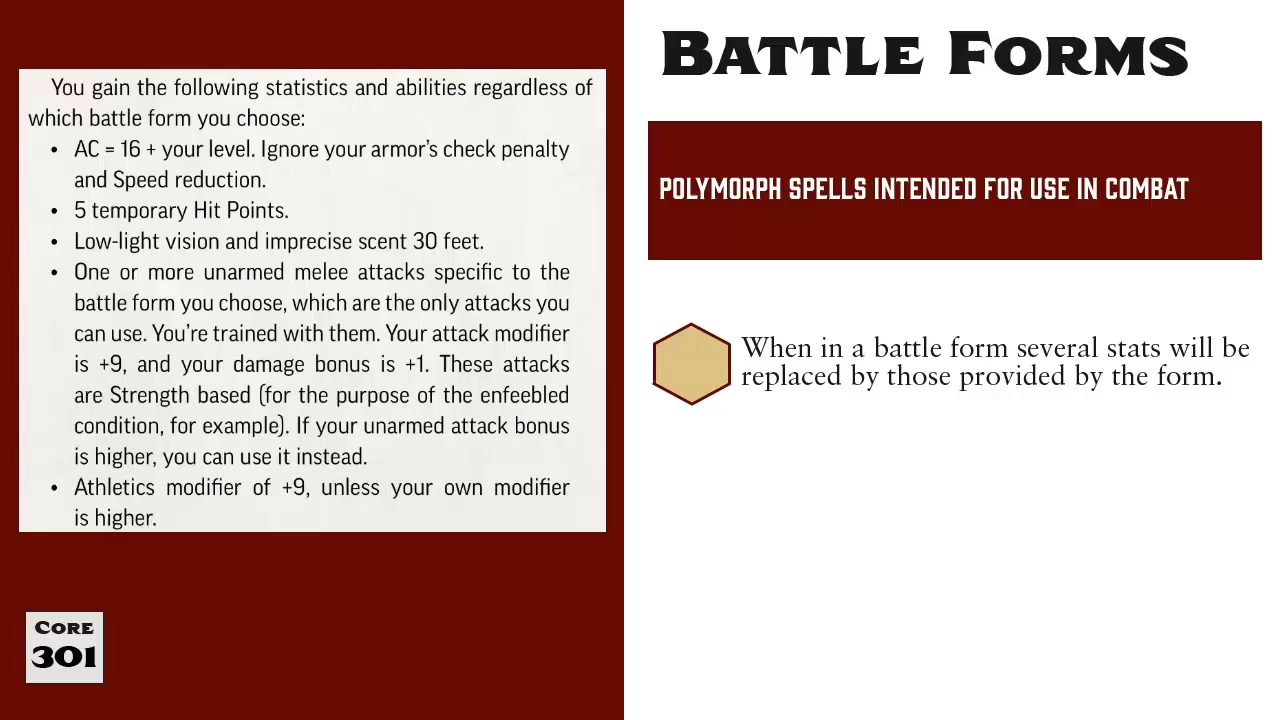 You gain the following statistics and abilities regardless of
which battle form you choose:
• AC = 16 + your level. Ignore your armor's check penalty
and Speed reduction.
• 5 temporary Hit Points.
• Low-light vision and imprecise scent 30 feet.
• One or more unarmed melee attacks specific to the
battle form you choose, which are the only attacks you
can use. You're trained with them. Your attack modifier
is +9, and your damage bonus is +1. These attacks
are Strength based (for the purpose of the enfeebled
condition, for example). If your unarmed attack bonus
is higher, you can use it instead.
• Athletics modifier of +9, unless your own modifier
is higher.
Core
301
Battle Forms
POLYMORPH SPELLS INTENDED FOR USE IN COMBAT
When in a battle form several stats will be
replaced by those provided by the form.